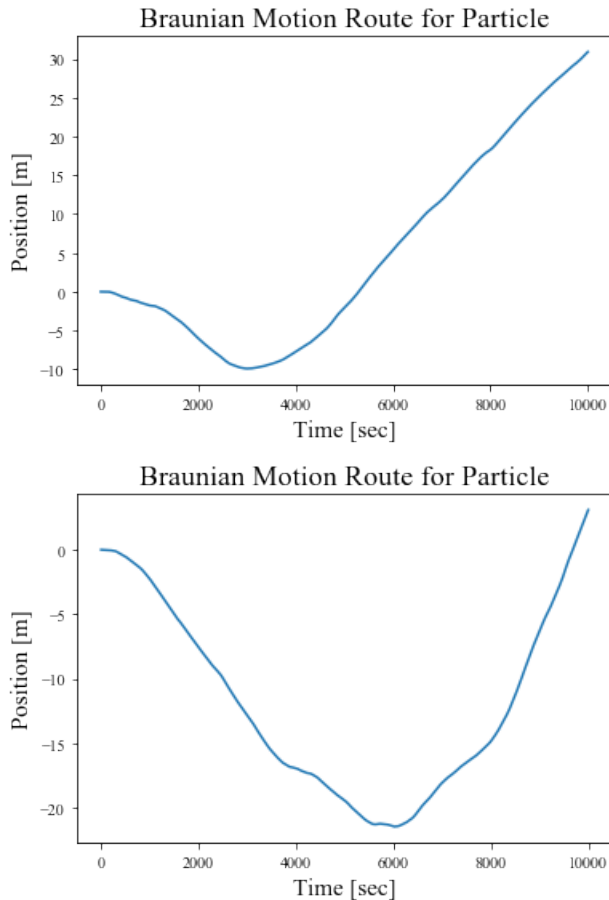 Braunian Motion Route for Particle
30
25
20
15
10
5
0
−5
−10
Position [m]
0 2000 4000 6000 8000 10000
Time [sec]
Braunian Motion Route for Particle
0
−5
−10
−15
−20
Position [m]
0 2000 4000 6000 8000 10000
Time [sec]